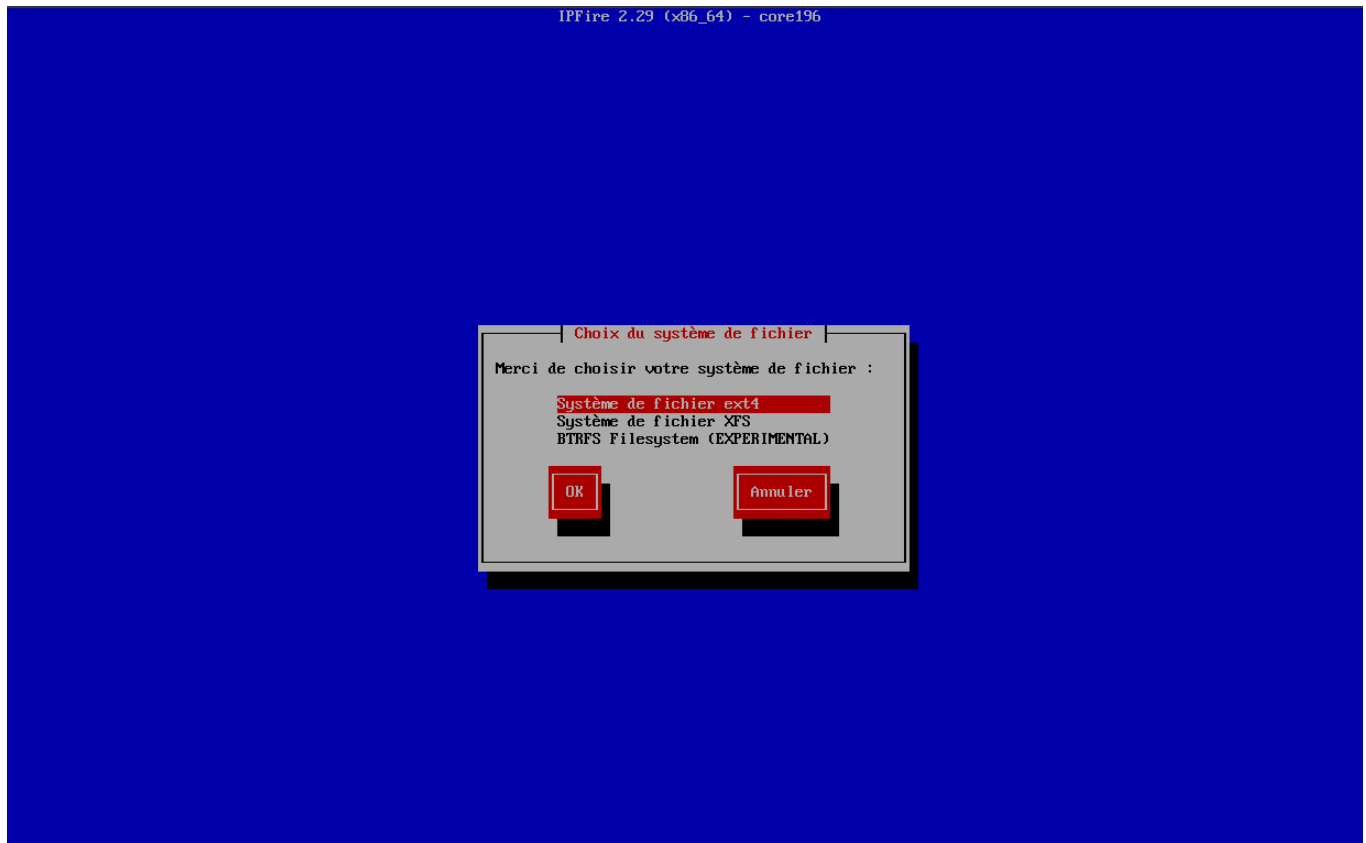 IPFire 2.29 (x86_64) - core196
Choix du système de fichier
Merci de choisir votre système de fichier :
Système de fichier ext4
Système de fichier XFS
BTRFS Filesystem (EXPERIMENTAL)
OK Annuler